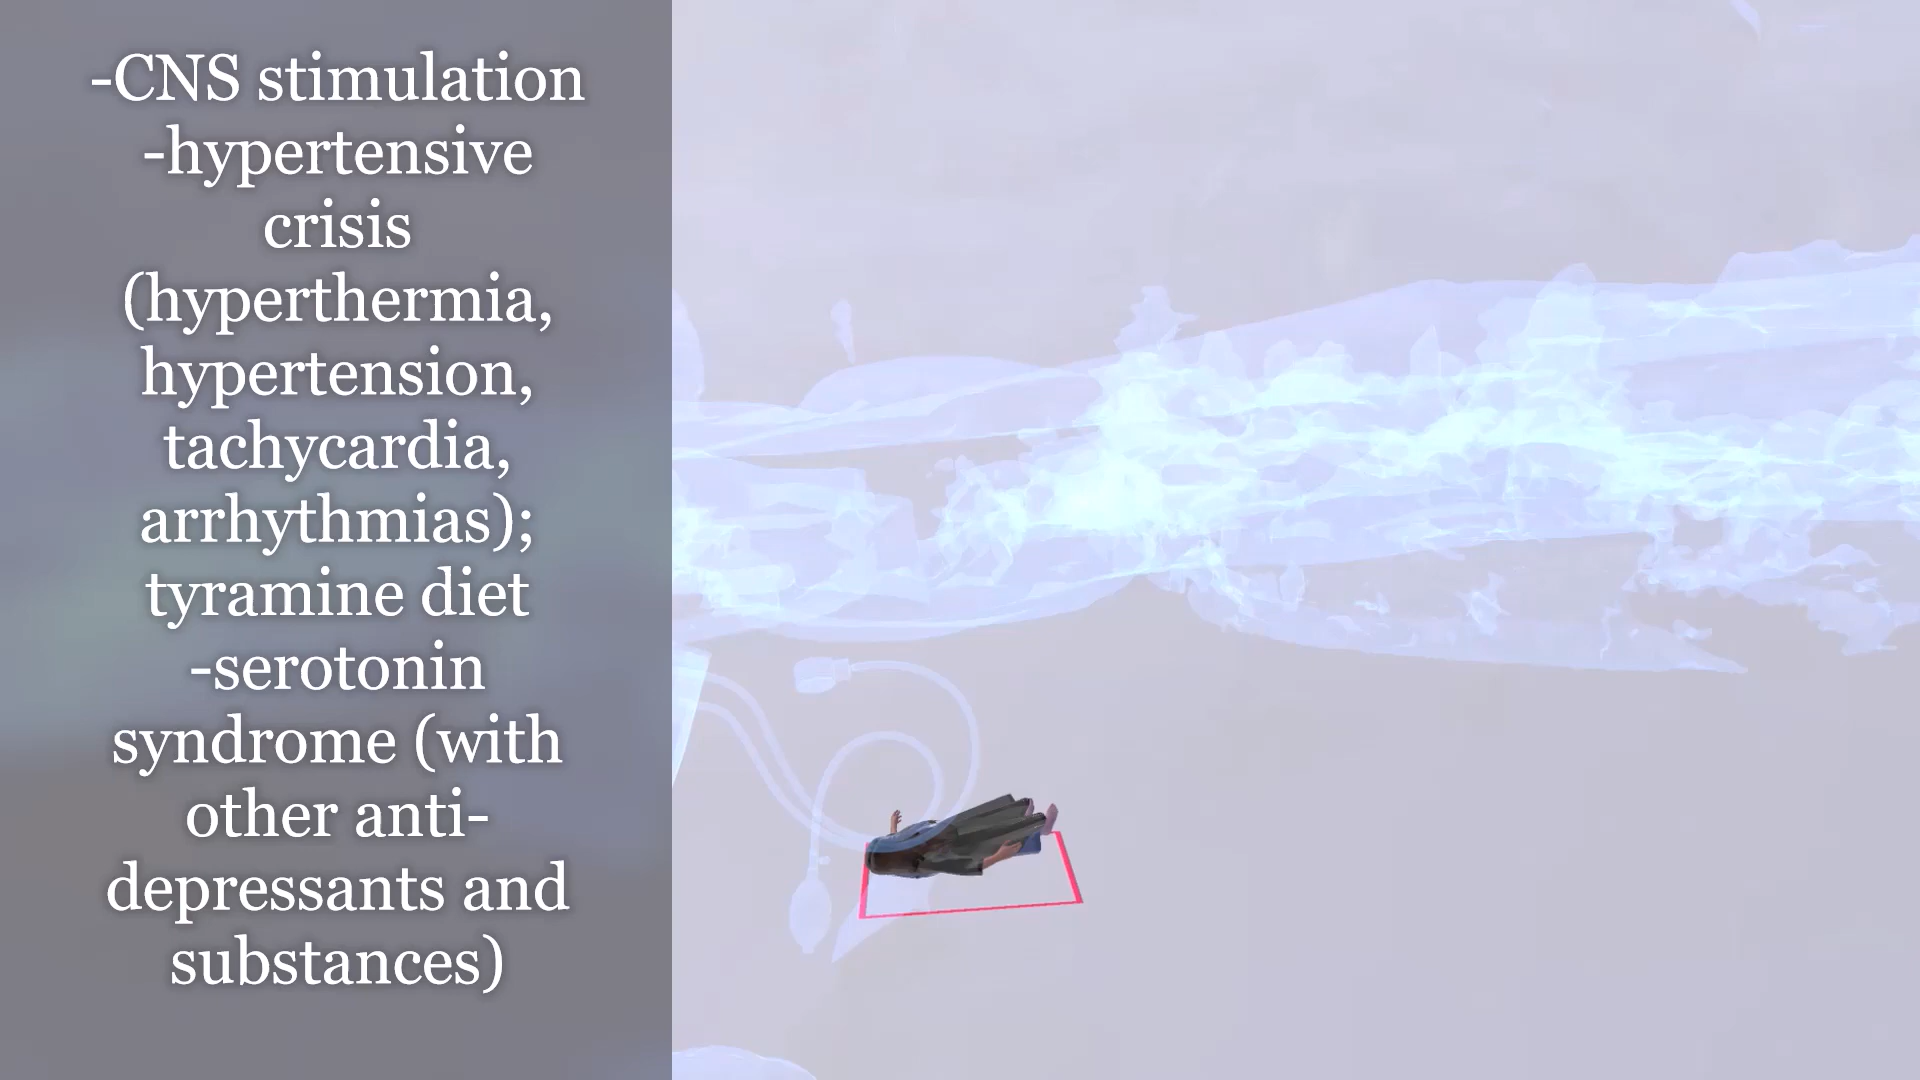 -CNS stimulation
-hypertensive
crisis
(hyperthermia,
hypertension,
tachycardia,
arrhythmias);
tyramine diet
-serotonin
syndrome (with
other anti-
depressants and
substances)